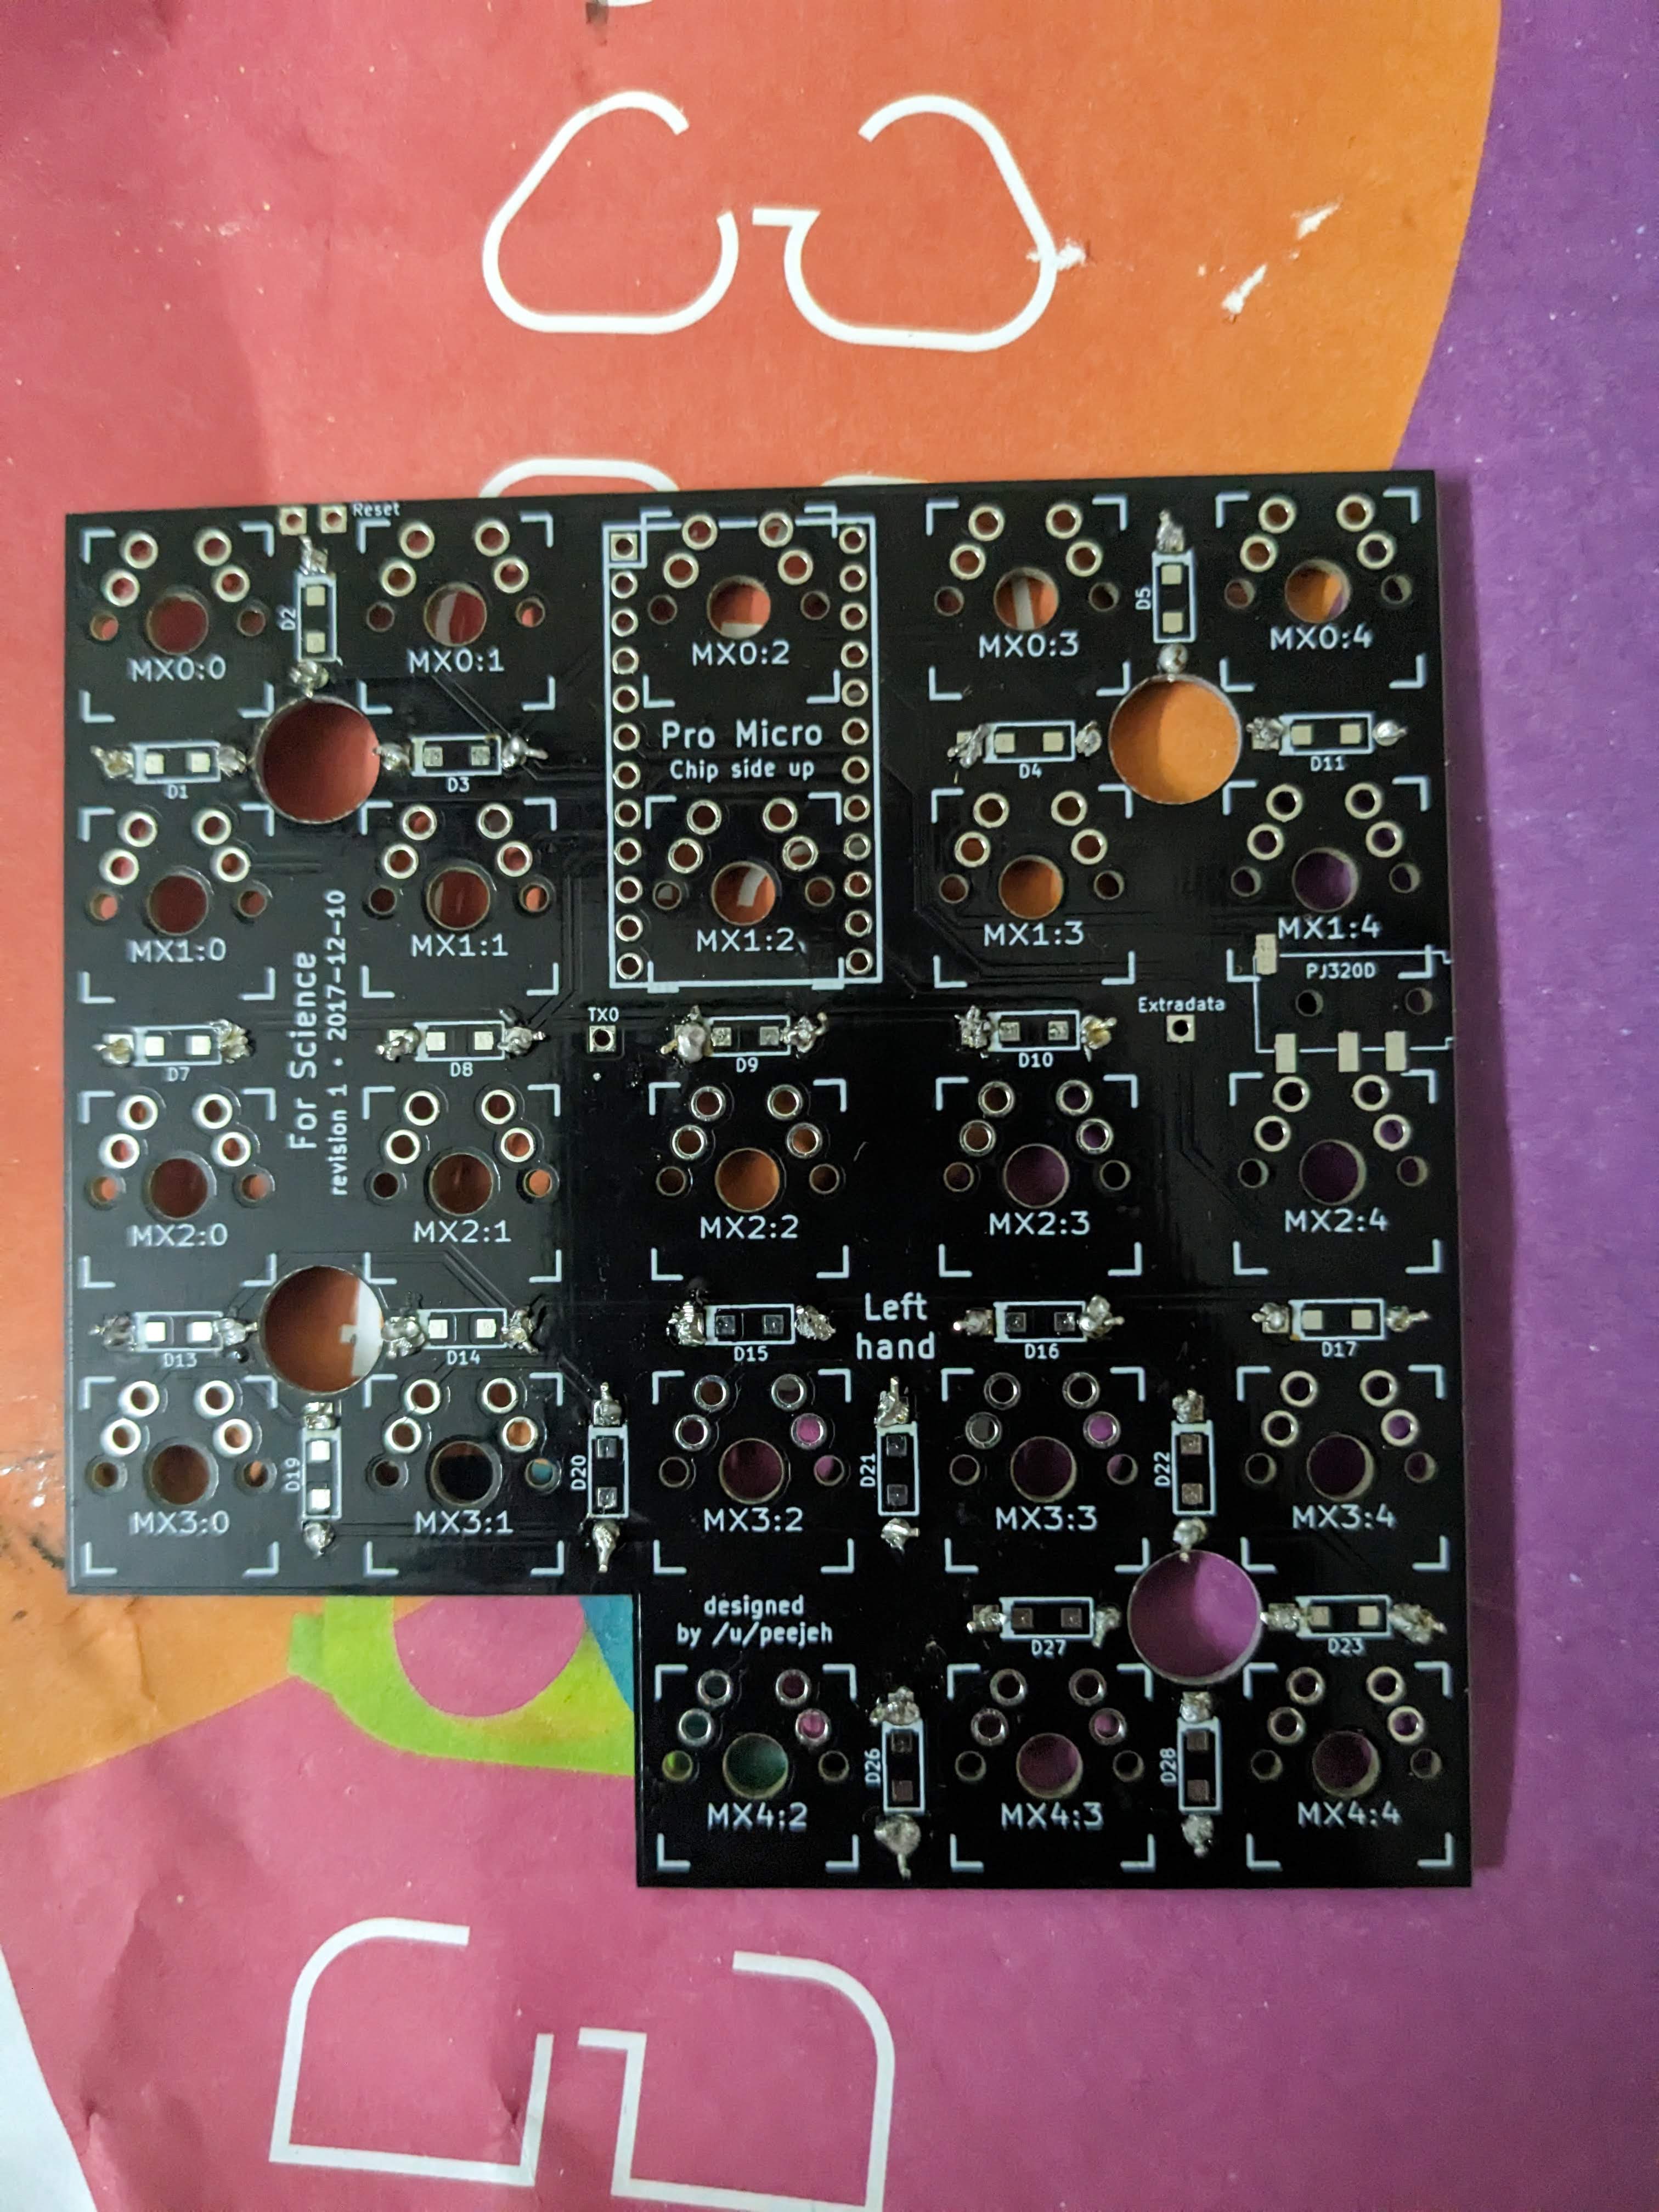 Reset
D2
D5
MX0:0
MX0:1
MX0:2
MX0:3
MX0:4
Pro Micro
Chip side up
D1
D3
D4
D11
MX1:0
MX1:1
MX1:2
MX1:3
MX1:4
For Science
revision 1 • 2017-12-10
PJ320D
TX0
Extradata
D7
D8
D9
D10
MX2:0
MX2:1
MX2:2
MX2:3
MX2:4
Left
hand
D13
D14
D15
D16
D17
D19
D20
D21
D22
MX3:0
MX3:1
MX3:2
MX3:3
MX3:4
designed
by /u/peejeh
D27
D23
D26
D28
MX4:2
MX4:3
MX4:4